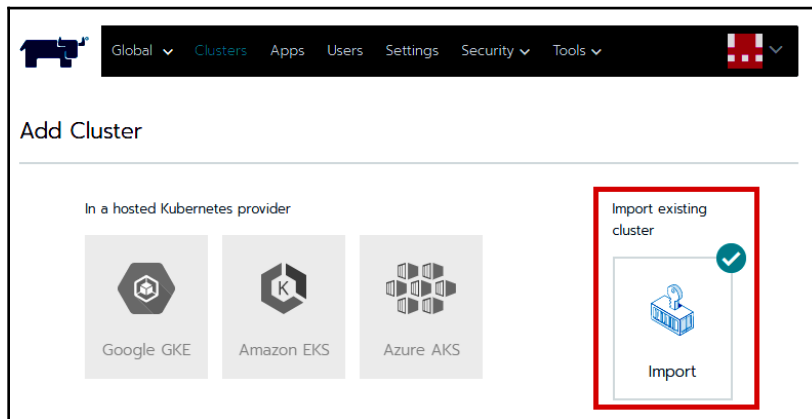 Global Clusters Apps Users Settings Security Tools
Add Cluster
In a hosted Kubernetes provider
Google GKE
K
Amazon EKS
Azure AKS
Import existing
cluster
Import